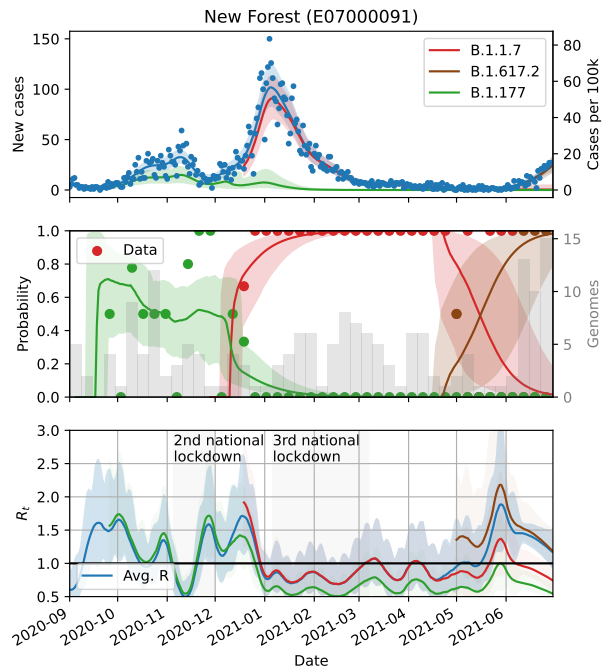 New Forest (E07000091)
150
100
50
0
New cases
80
60
40
20
0
Cases per 100k
B.1.1.7
B.1.617.2
B.1.177
1.0
0.8
0.6
0.4
0.2
0.0
Probability
Data
15
10
5
0
Genomes
3.0
2.5
2.0
1.5
1.0
0.5
Rt
2nd national
lockdown
3rd national
lockdown
Avg. R
2020-09
2020-10
2020-11
2020-12
2021-01
2021-02
2021-03
2021-04
2021-05
2021-06
Date